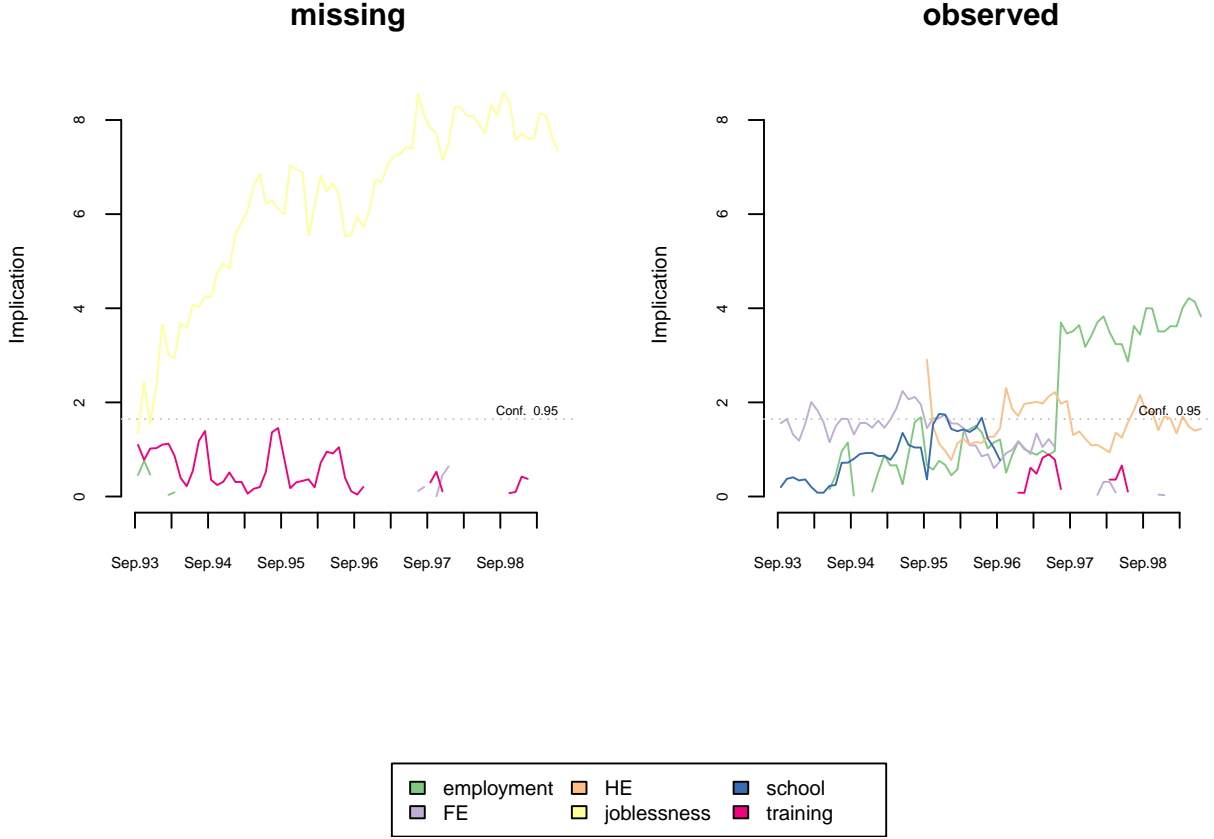 missing
observed
Implication
8
6
4
2
0
Conf. 0.95
Sep.93 Sep.94 Sep.95 Sep.96 Sep.97 Sep.98
Implication
8
6
4
2
0
Conf. 0.95
Sep.93 Sep.94 Sep.95 Sep.96 Sep.97 Sep.98
employment HE school
FE joblessness training